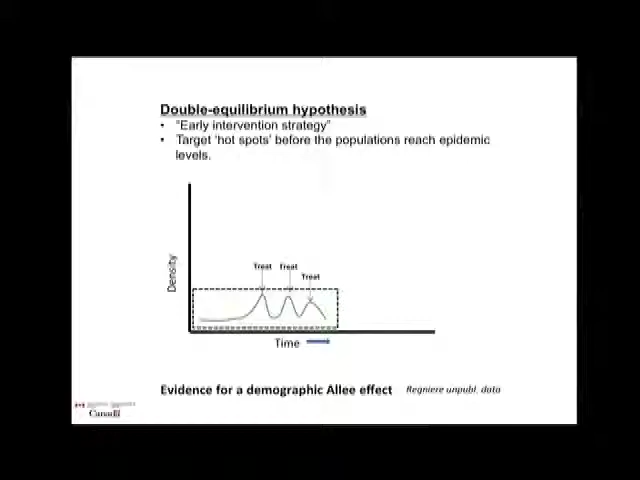 Double-equilibrium hypothesis
• "Early intervention strategy"
• Target 'hot spots' before the populations reach epidemic
levels.
Treat Treat
Treat
Density
Time
Evidence for a demographic Allee effect Regniere unpubl. data
Canada